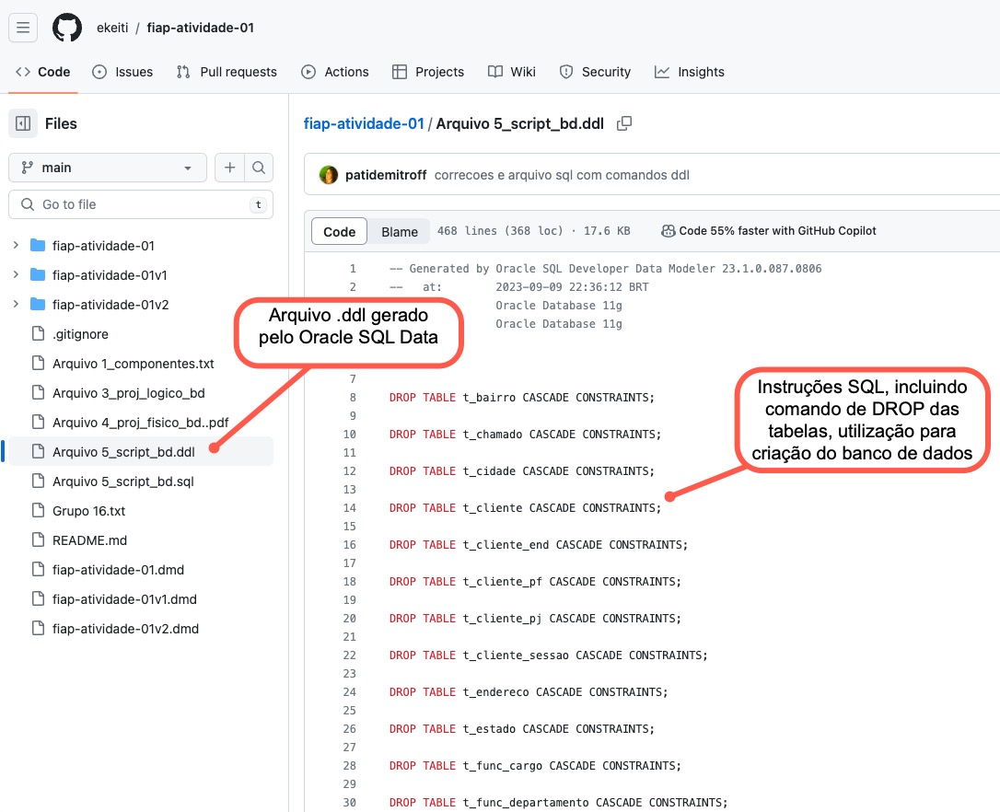 ekeiti / fiap-atividade-01
Code Issues Pull requests Actions Projects Wiki Security Insights
Files
main
Go to file t
fiap-atividade-01
fiap-atividade-01v1
fiap-atividade-01v2
.gitignore
Arquivo 1_componentes.txt
Arquivo 3_proj_logico_bd
Arquivo 4_proj_fisico_bd..pdf
Arquivo 5_script_bd.ddl
Arquivo 5_script_bd.sql
Grupo 16.txt
README.md
fiap-atividade-01.dmd
fiap-atividade-01v1.dmd
fiap-atividade-01v2.dmd
Arquivo .ddl gerado
pelo Oracle SQL Data
fiap-atividade-01 / Arquivo 5_script_bd.ddl
patidemitroff correcoes e arquivo sql com comandos ddl
Code Blame 468 lines (368 loc) · 17.6 KB Code 55% faster with GitHub Copilot
1 -- Generated by Oracle SQL Developer Data Modeler 23.1.0.087.0806
2 -- at: 2023-09-09 22:36:12 BRT
Oracle Database 11g
Oracle Database 11g
7
8 DROP TABLE t_bairro CASCADE CONSTRAINTS;
9
10 DROP TABLE t_chamado CASCADE CONSTRAINTS;
11
12 DROP TABLE t_cidade CASCADE CONSTRAINTS;
13
14 DROP TABLE t_cliente CASCADE CONSTRAINTS;
15
16 DROP TABLE t_cliente_end CASCADE CONSTRAINTS;
17
18 DROP TABLE t_cliente_pf CASCADE CONSTRAINTS;
19
20 DROP TABLE t_cliente_pj CASCADE CONSTRAINTS;
21
22 DROP TABLE t_cliente_sessao CASCADE CONSTRAINTS;
23
24 DROP TABLE t_endereco CASCADE CONSTRAINTS;
25
26 DROP TABLE t_estado CASCADE CONSTRAINTS;
27
28 DROP TABLE t_func_cargo CASCADE CONSTRAINTS;
29
30 DROP TABLE t_func_departamento CASCADE CONSTRAINTS;
Instruções SQL, incluindo
comando de DROP das
tabelas, utilização para
criação do banco de dados